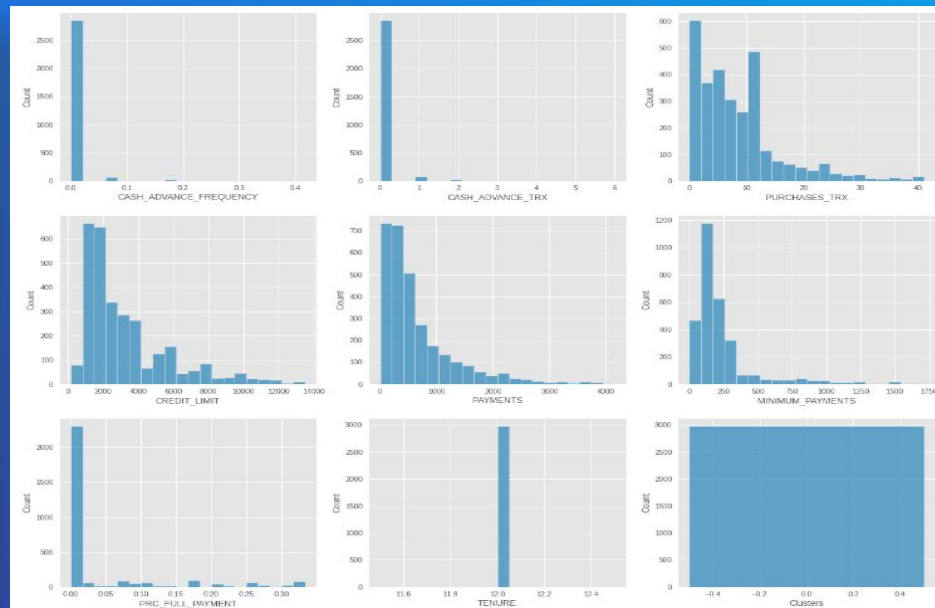 2500
2000
1500
1000
500
0
Count
0.0 0.1 0.2 0.3 0.4
CASH_ADVANCE_FREQUENCY
2500
2000
1500
1000
500
0
Count
0 1 2 3 4 5 6
CASH_ADVANCE_TRX
600
500
400
300
200
100
0
Count
0 10 20 30 40
PURCHASES_TRX
600
500
400
300
200
100
0
Count
0 2000 4000 6000 8000 10000 12000 14000
CREDIT_LIMIT
700
600
500
400
300
200
100
0
Count
0 1000 2000 3000 4000
PAYMENTS
1200
1000
800
600
400
200
0
Count
0 250 500 750 1000 1250 1500 1750
MINIMUM_PAYMENTS
2000
1500
1000
500
0
Count
0.00 0.05 0.10 0.15 0.20 0.25 0.30
PRC_FULL_PAYMENT
3000
2500
2000
1500
1000
500
0
Count
11.6 11.8 12.0 12.2 12.4
TENURE
3000
2500
2000
1500
1000
500
0
Count
−0.4 −0.2 0.0 0.2 0.4
Clusters